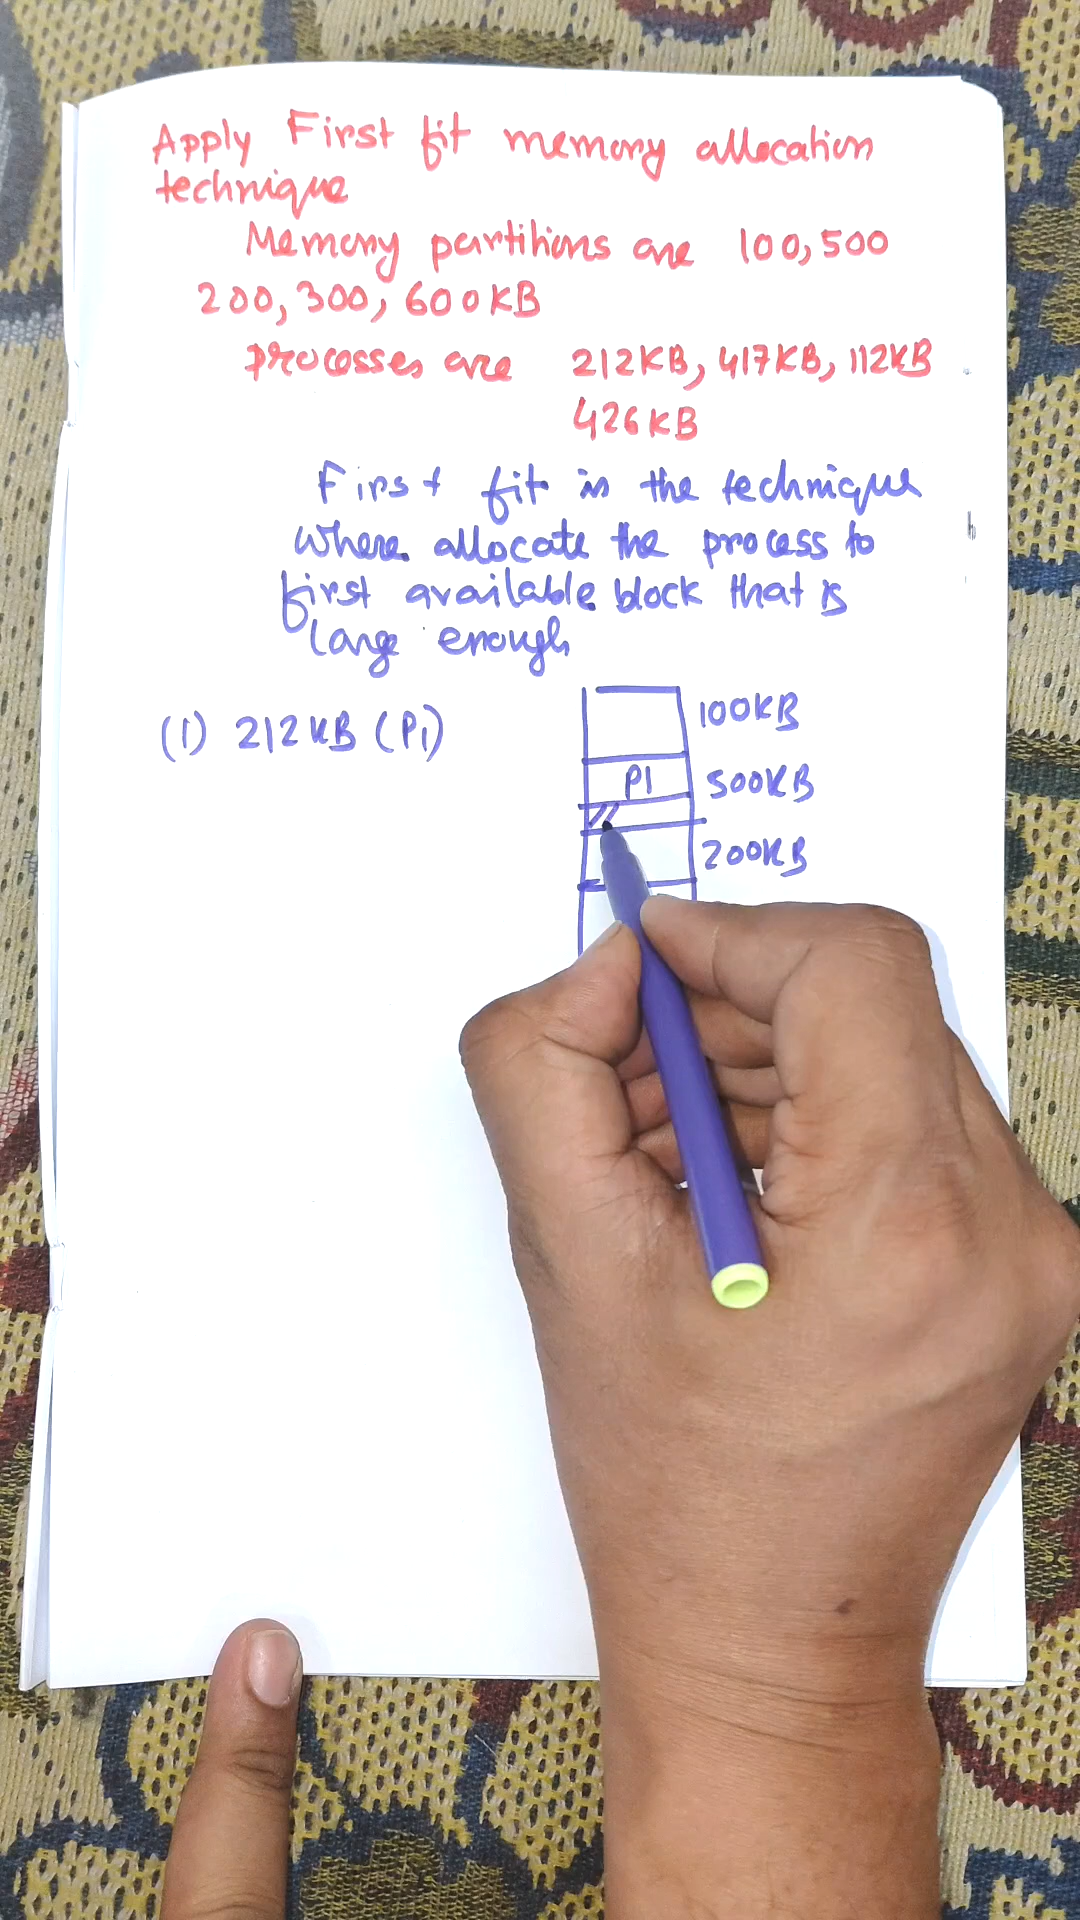 Apply First fit memory allocation
technique
Memory partitions are 100, 500
200, 300, 600KB
processes are 212KB, 417KB, 112KB
426KB
First fit is the technique
where allocate the process to
first available block that is
large enough
(1) 212 KB (P1)
100KB
P1 500KB
200KB